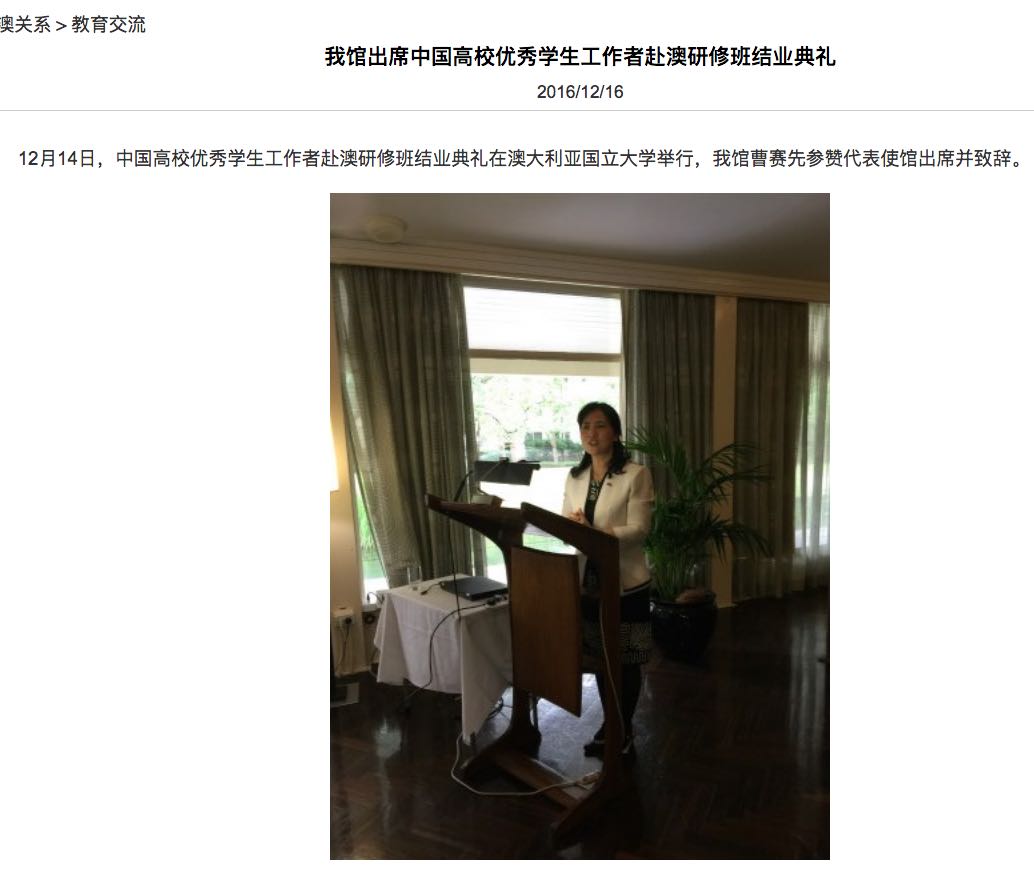 澳关系 > 教育交流
我馆出席中国高校优秀学生工作者赴澳研修班结业典礼
2016/12/16
12月14日，中国高校优秀学生工作者赴澳研修班结业典礼在澳大利亚国立大学举行，我馆曹赛先参赞代表使馆出席并致辞。